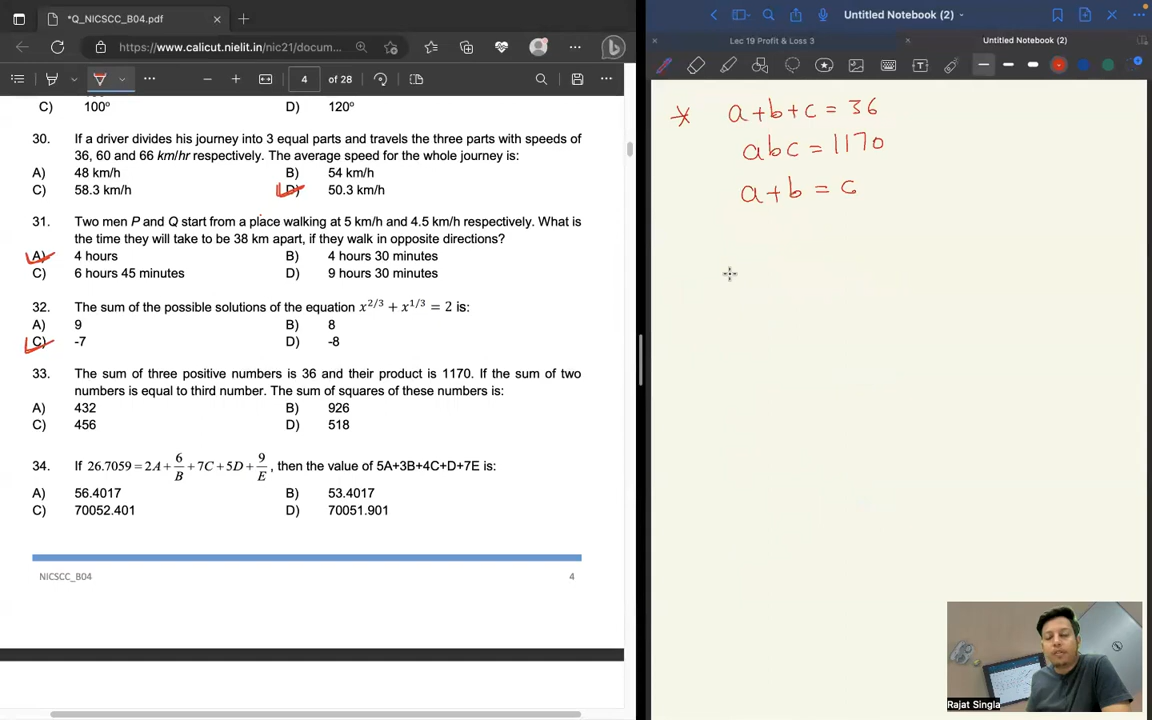 *Q_NICSCC_B04.pdf
https://www.calicut.nielit.in/nic21/docum...
4 of 28
C) 100° D) 120°
30. If a driver divides his journey into 3 equal parts and travels the three parts with speeds of
36, 60 and 66 km/hr respectively. The average speed for the whole journey is:
A) 48 km/h B) 54 km/h
C) 58.3 km/h D) 50.3 km/h
31. Two men P and Q start from a place walking at 5 km/h and 4.5 km/h respectively. What is
the time they will take to be 38 km apart, if they walk in opposite directions?
A) 4 hours B) 4 hours 30 minutes
C) 6 hours 45 minutes D) 9 hours 30 minutes
32. The sum of the possible solutions of the equation x^{2/3} + x^{1/3} = 2 is:
A) 9 B) 8
C) -7 D) -8
33. The sum of three positive numbers is 36 and their product is 1170. If the sum of two
numbers is equal to third number. The sum of squares of these numbers is:
A) 432 B) 926
C) 456 D) 518
34. If 26.7059 = 2A + 6/B + 7C + 5D + 9/E, then the value of 5A+3B+4C+D+7E is:
A) 56.4017 B) 53.4017
C) 70052.401 D) 70051.901
NICSCC_B04 4
Untitled Notebook (2)
Lec 19 Profit & Loss 3 Untitled Notebook (2)
* a+b+c = 36
abc = 1170
a+b = c
Rajat Singla